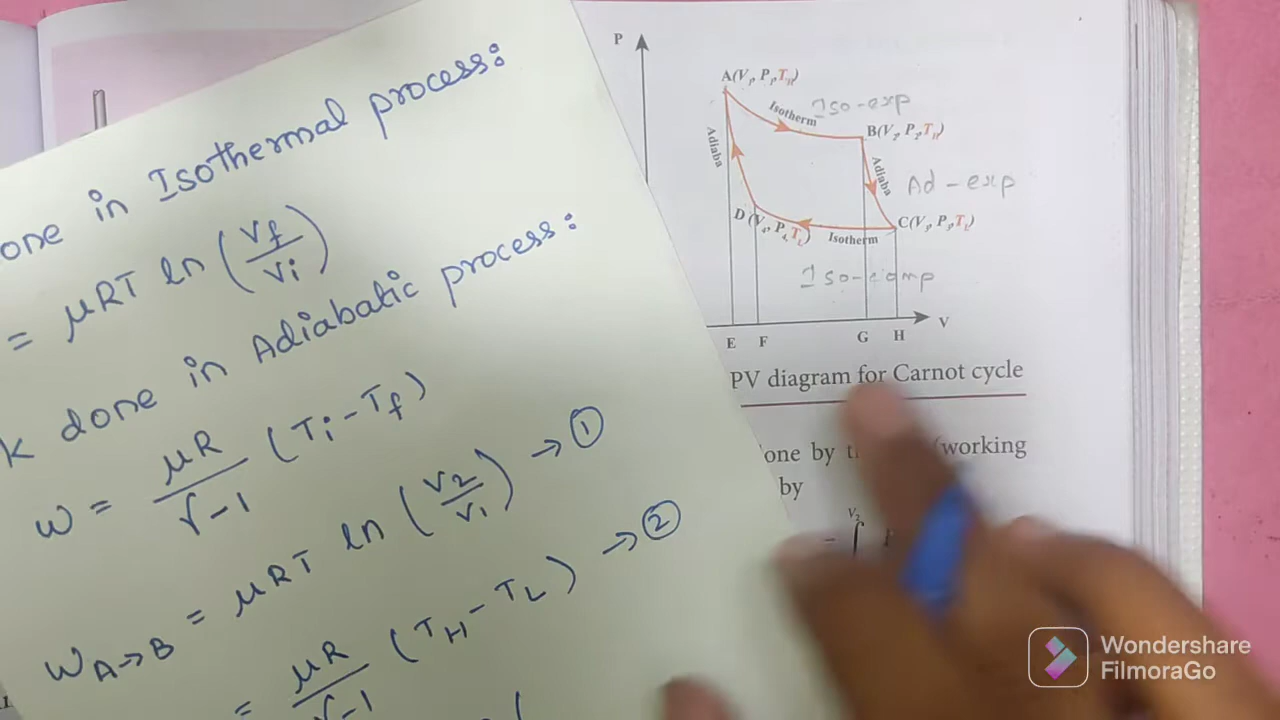 one in Isothermal process:
= μRT ln (Vf/Vi)
k done in Adiabatic process:
W = μR/γ-1 (Ti - Tf)
WA→B = μRT ln (V2/V1) → ①
= μR/γ-1 (TH - TL) → ②
P
A(V1, P1, TH)
Isotherm Iso-exp
B(V2, P2, TH)
Adiaba
Adiaba Ad-exp
D (V4, P4, TL)
C(V3, P3, TL)
Isotherm
Iso-comp
V
E F G H
PV diagram for Carnot cycle
one by (working
by
V2
= ∫
Wondershare
FilmoraGo